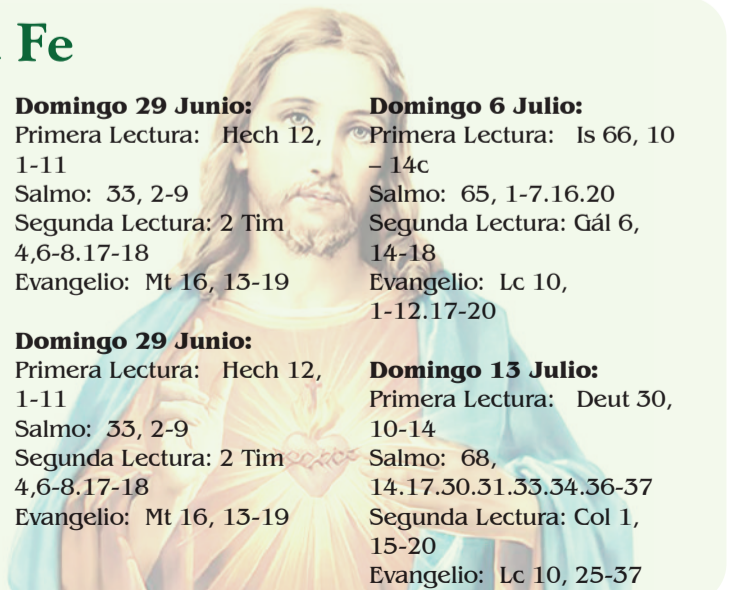 Fe
Domingo 29 Junio:
Primera Lectura: Hech 12,
1-11
Salmo: 33, 2-9
Segunda Lectura: 2 Tim
4,6-8.17-18
Evangelio: Mt 16, 13-19
Domingo 29 Junio:
Primera Lectura: Hech 12,
1-11
Salmo: 33, 2-9
Segunda Lectura: 2 Tim
4,6-8.17-18
Evangelio: Mt 16, 13-19
Domingo 6 Julio:
Primera Lectura: Is 66, 10
– 14c
Salmo: 65, 1-7.16.20
Segunda Lectura: Gál 6,
14-18
Evangelio: Lc 10,
1-12.17-20
Domingo 13 Julio:
Primera Lectura: Deut 30,
10-14
Salmo: 68,
14.17.30.31.33.34.36-37
Segunda Lectura: Col 1,
15-20
Evangelio: Lc 10, 25-37